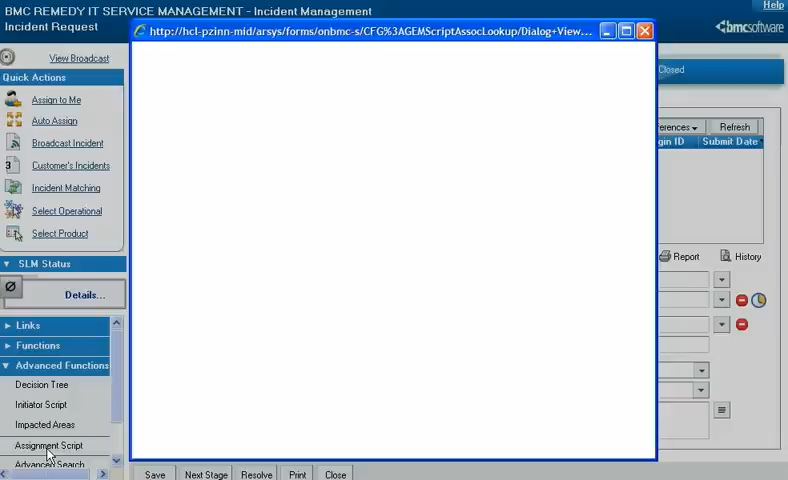 BMC REMEDY IT SERVICE MANAGEMENT - Incident Management
Help
Incident Request
bmcsoftware
http://hcl-pzinn-mid/arsys/forms/onbmc-s/CFG%3AGEMScriptAssocLookup/Dialog+View...
View Broadcast
Closed
Quick Actions
Assign to Me
Auto Assign
Broadcast Incident
Customer's Incidents
Incident Matching
Select Operational
Select Product
ferences
Refresh
gin ID
Submit Date
Report
History
SLM Status
Details...
Links
Functions
Advanced Functions
Decision Tree
Initiator Script
Impacted Areas
Assignment Script
Advanced Search
Save
Next Stage
Resolve
Print
Close